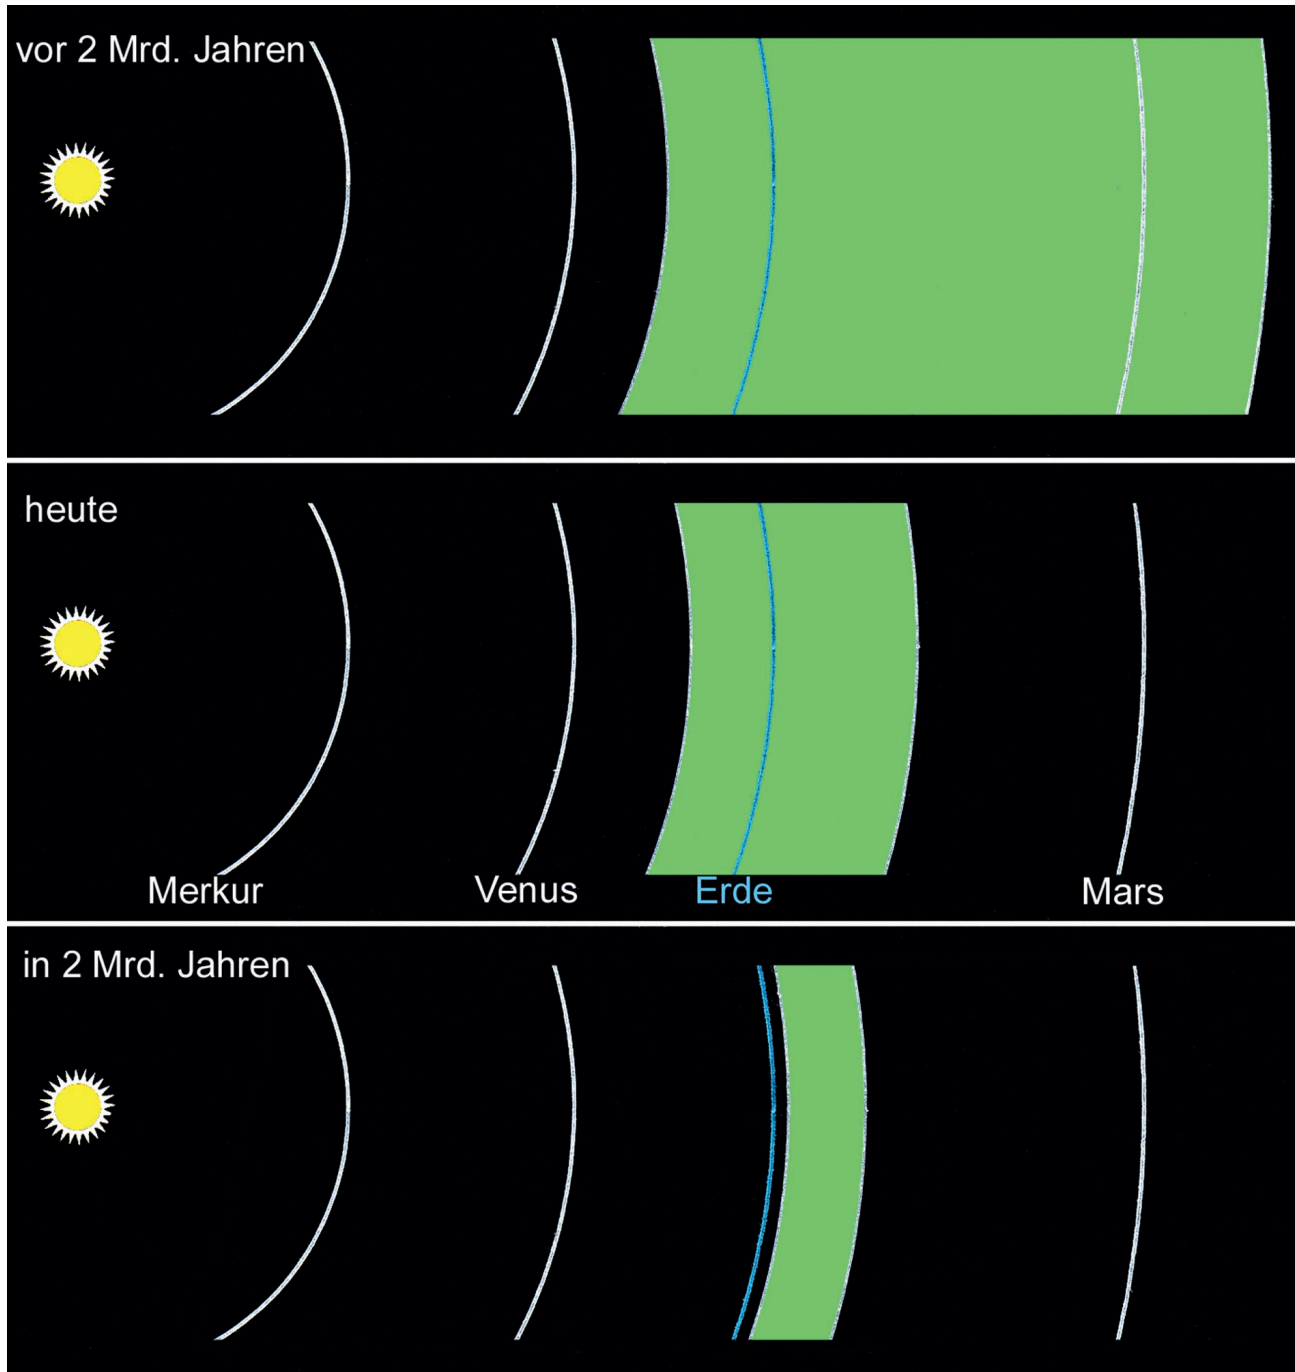 vor 2 Mrd. Jahren
heute
Merkur
Venus
Erde
Mars
in 2 Mrd. Jahren